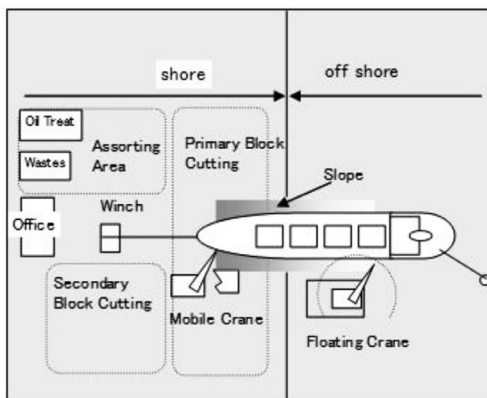 shore
off shore
Oil Treat
Assorting
Area
Wastes
Primary Block
Cutting
Slope
Winch
Office
Secondary
Block Cutting
Mobile Crane
Floating Crane